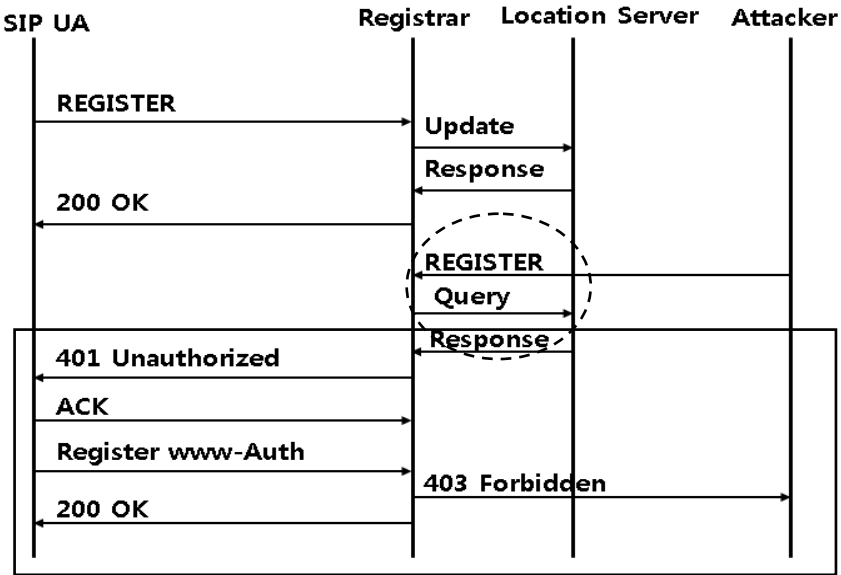 SIP UA
Registrar
Location Server
Attacker
REGISTER
Update
Response
200 OK
REGISTER
Query
Response
401 Unauthorized
ACK
Register www-Auth
403 Forbidden
200 OK